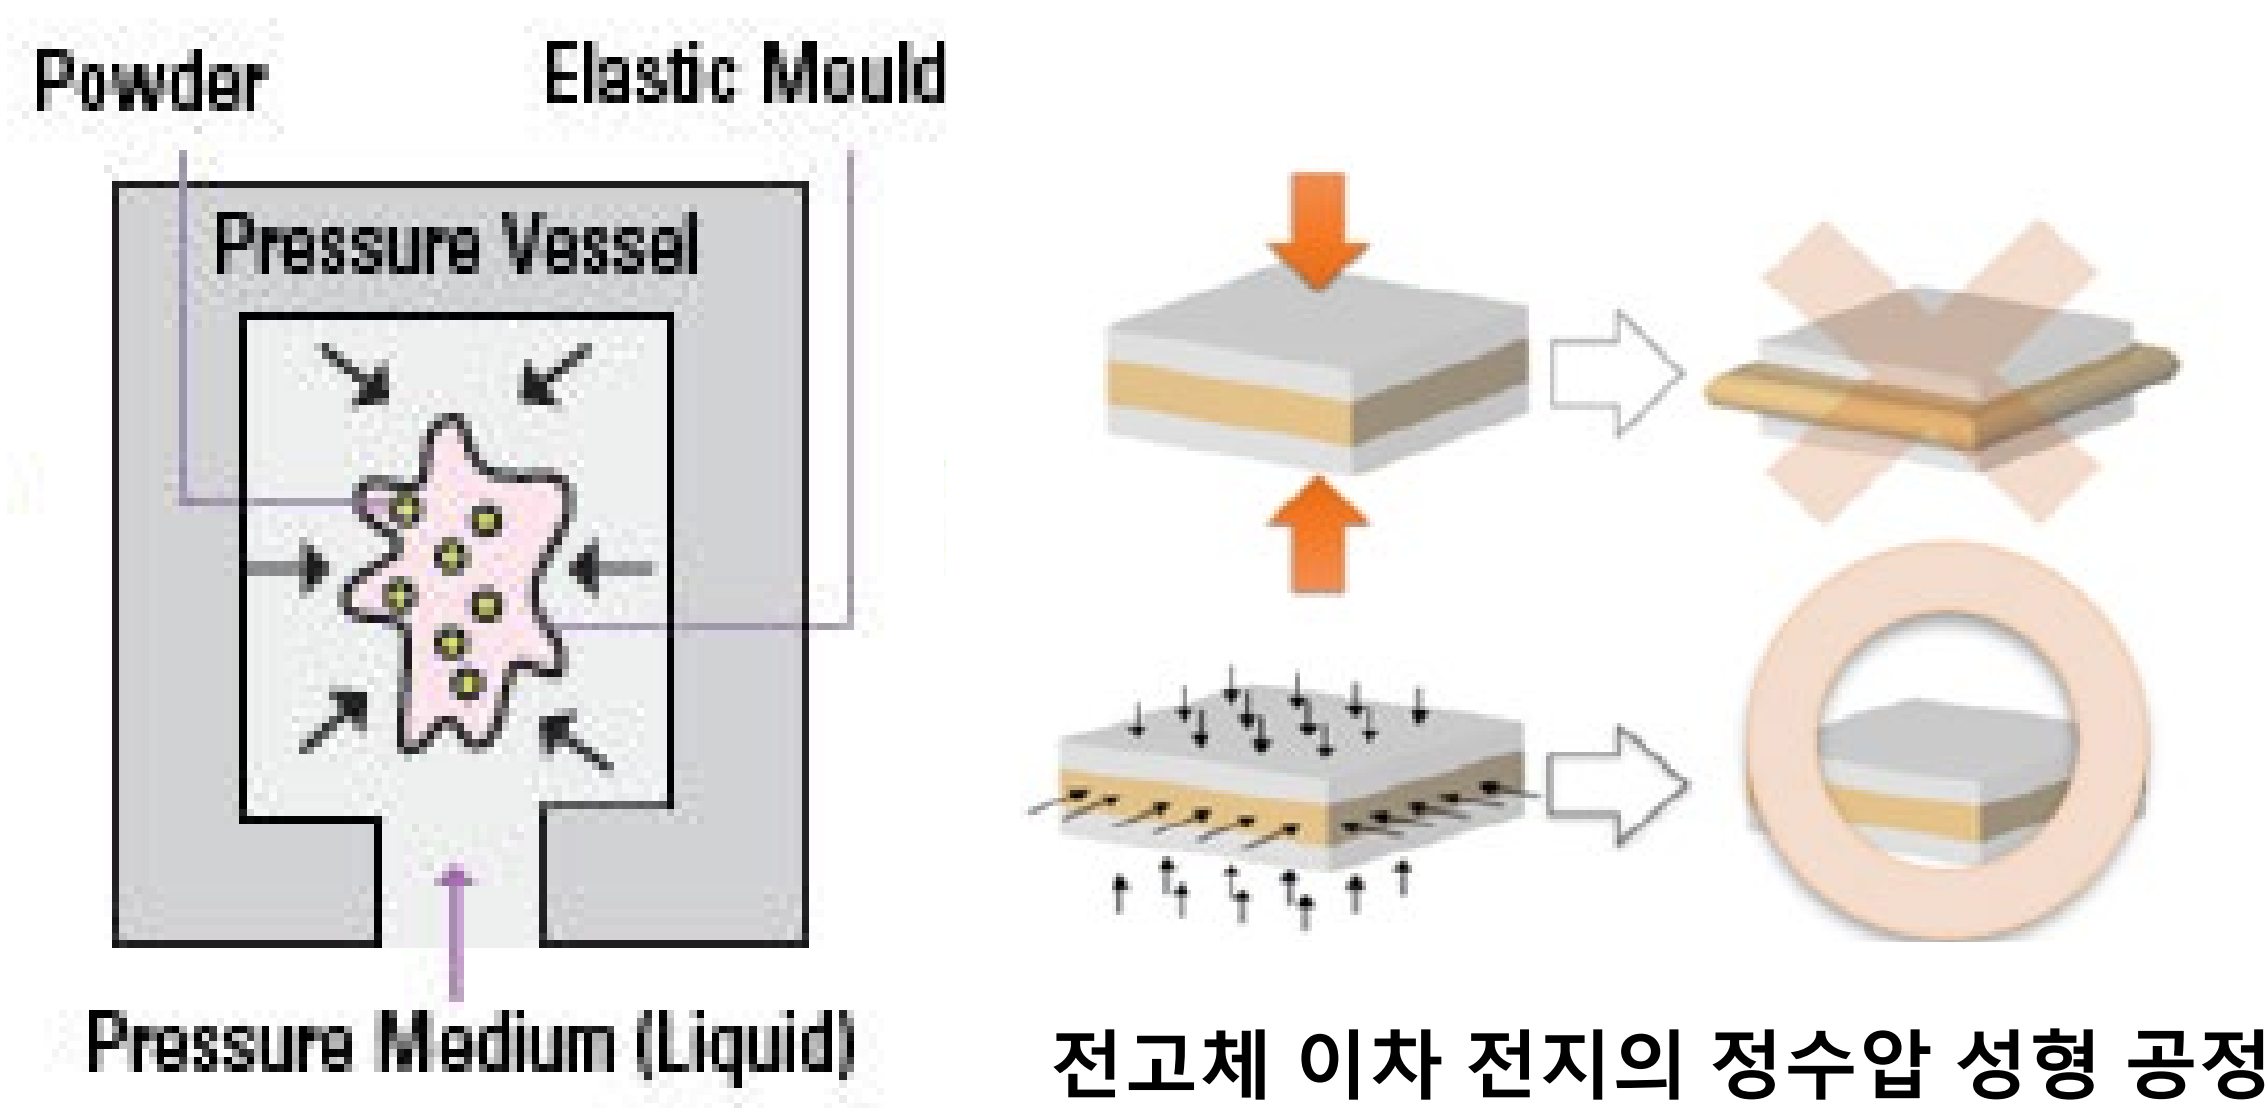 Powder
Elastic Mould
Pressure Vessel
Pressure Medium (Liquid)
전고체 이차 전지의 정수압 성형 공정